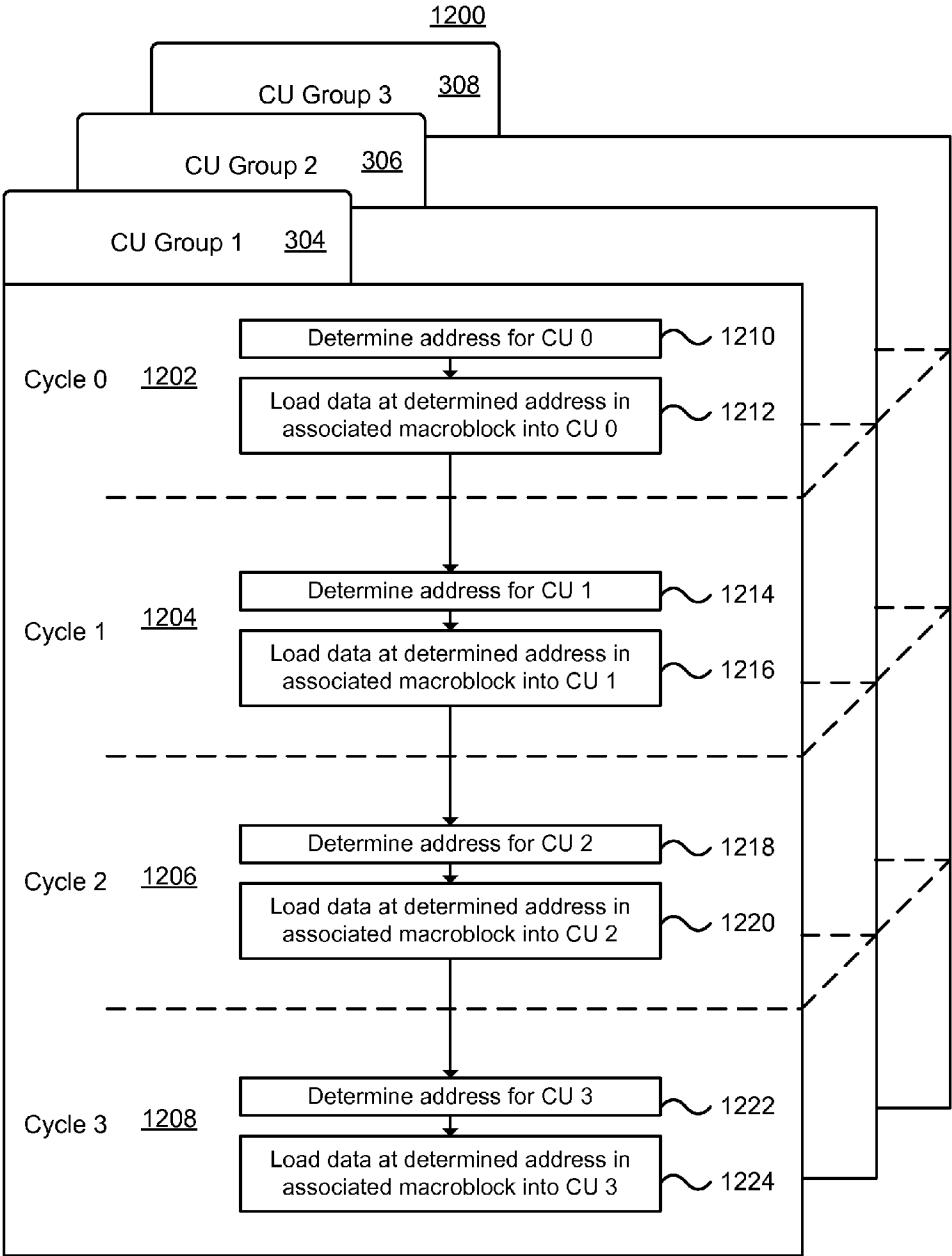 1200
CU Group 3 308
CU Group 2 306
CU Group 1 304
Determine address for CU 0 1210
Cycle 0 1202
Load data at determined address in
associated macroblock into CU 0
1212
Determine address for CU 1 1214
Cycle 1 1204
Load data at determined address in
associated macroblock into CU 1
1216
Determine address for CU 2 1218
Cycle 2 1206
Load data at determined address in
associated macroblock into CU 2
1220
Determine address for CU 3 1222
Cycle 3 1208
Load data at determined address in
associated macroblock into CU 3
1224